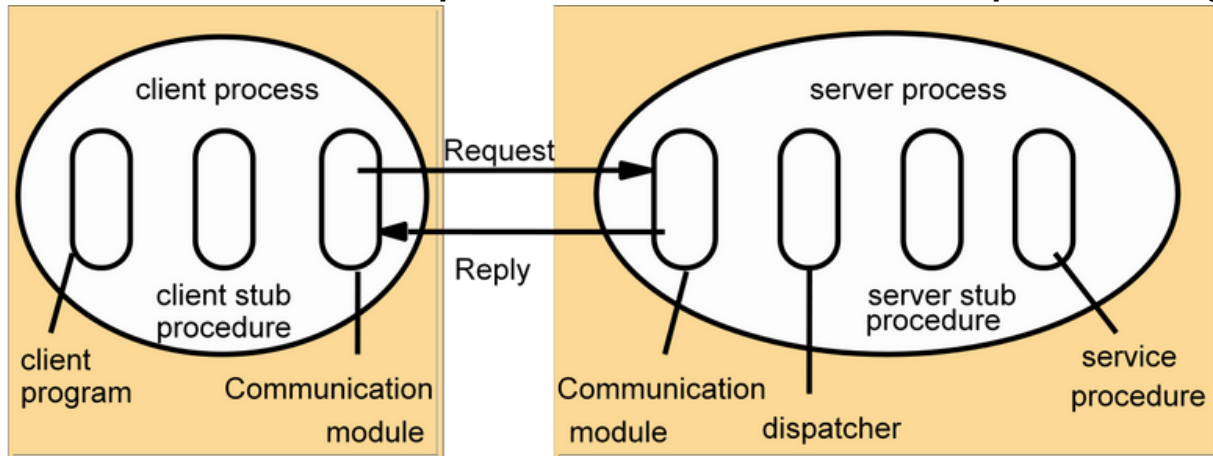 client process
client stub
procedure
client
program
Communication
module
Request
Reply
server process
server stub
procedure
Communication
module
dispatcher
service
procedure